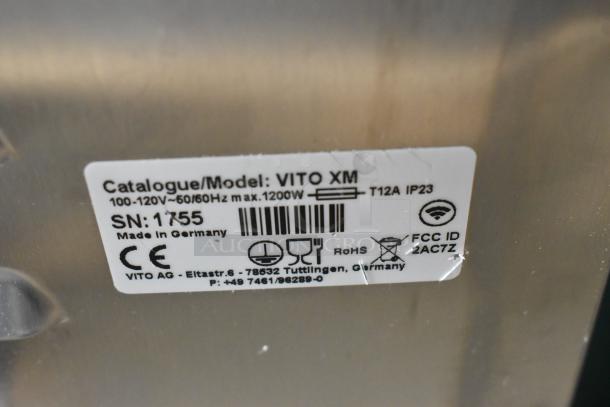 Catalogue/Model: VITO XM
100-120V~50/60Hz max.1200W T12A IP23
SN: 1755
Made in Germany
RoHS
FCC ID
2AC7Z
CE
VITO AG - Eltastr.6 - 78532 Tuttlingen, Germany
P: +49 7461/96289-0